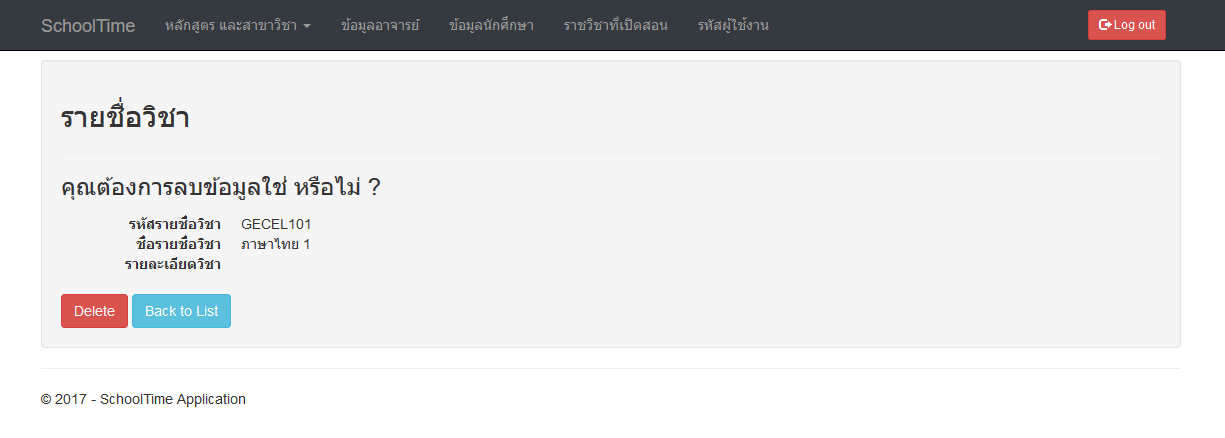 SchoolTime หลักสูตร และสาขาวิชา ข้อมูลอาจารย์ ข้อมูลนักศึกษา ราชวิชาที่เปิดสอน รหัสผู้ใช้งาน Log out
รายชื่อวิชา
คุณต้องการลบข้อมูลใช่ หรือไม่ ?
รหัสรายชื่อวิชา GECEL101
ชื่อรายชื่อวิชา ภาษาไทย 1
รายละเอียดวิชา
Delete Back to List
© 2017 - SchoolTime Application